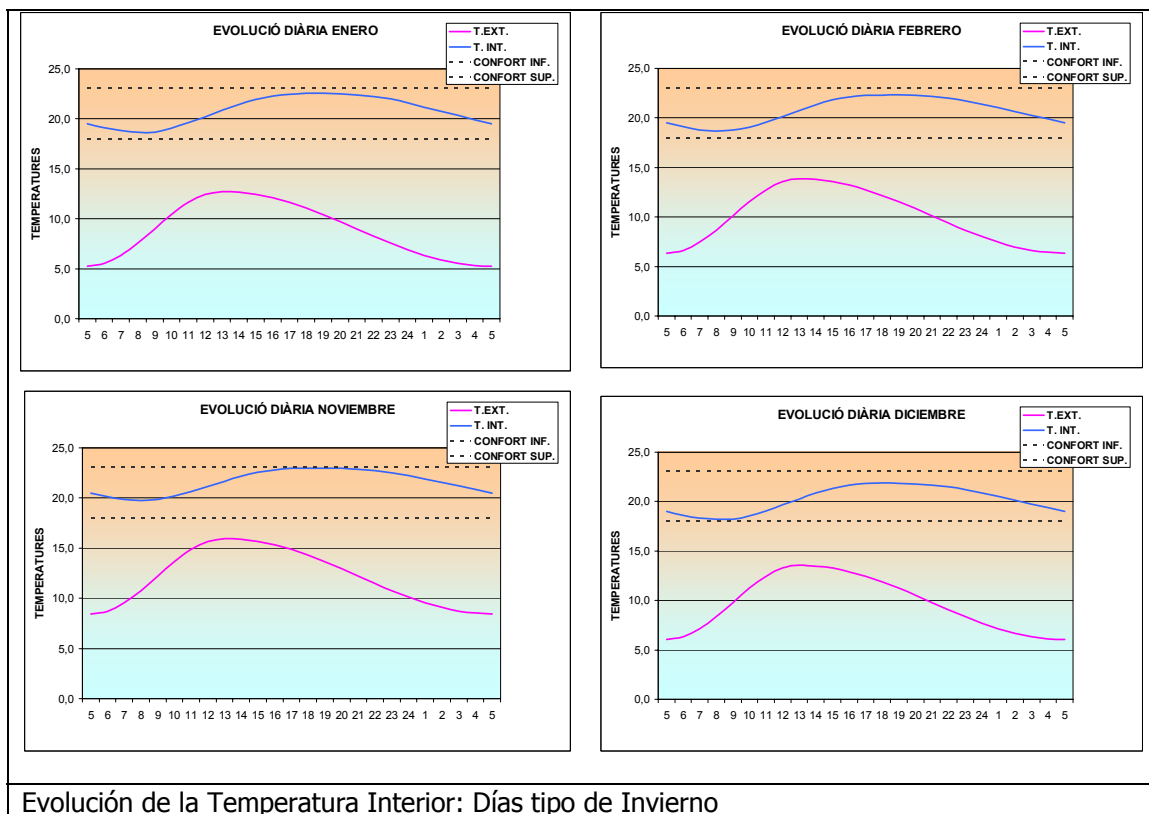 EVOLUCIÓ DIÀRIA ENERO
T.EXT.
T. INT.
CONFORT INF.
CONFORT SUP.
TEMPERATURES
25,0
20,0
15,0
10,0
5,0
0,0
5 6 7 8 9 10 11 12 13 14 15 16 17 18 19 20 21 22 23 24 1 2 3 4 5
EVOLUCIÓ DIÀRIA FEBRERO
T.EXT.
T. INT.
CONFORT INF.
CONFORT SUP.
TEMPERATURES
25,0
20,0
15,0
10,0
5,0
0,0
5 6 7 8 9 10 11 12 13 14 15 16 17 18 19 20 21 22 23 24 1 2 3 4 5
EVOLUCIÓ DIÀRIA NOVIEMBRE
T.EXT.
T. INT.
CONFORT INF.
CONFORT SUP.
TEMPERATURES
25,0
20,0
15,0
10,0
5,0
0,0
5 6 7 8 9 10 11 12 13 14 15 16 17 18 19 20 21 22 23 24 1 2 3 4 5
EVOLUCIÓ DIÀRIA DICIEMBRE
T.EXT.
T. INT.
CONFORT INF.
CONFORT SUP.
TEMPERATURES
25,0
20,0
15,0
10,0
5,0
0,0
5 6 7 8 9 10 11 12 13 14 15 16 17 18 19 20 21 22 23 24 1 2 3 4 5
Evolución de la Temperatura Interior: Días tipo de Invierno